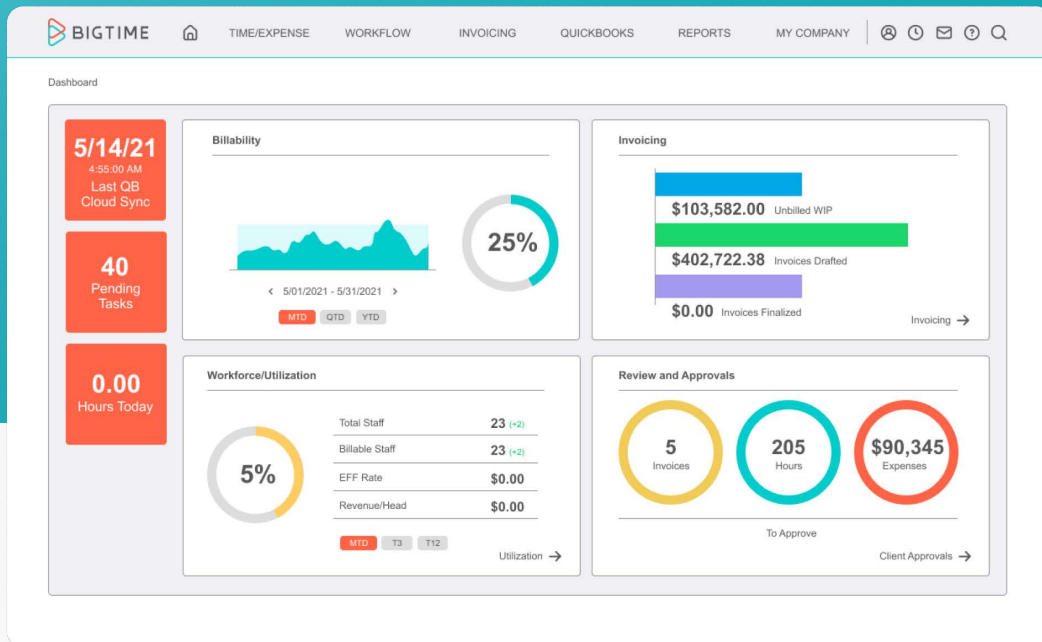 BIGTIME
TIME/EXPENSE
WORKFLOW
INVOICING
QUICKBOOKS
REPORTS
MY COMPANY
Dashboard
5/14/21
4:55:00 AM
Last QB
Cloud Sync
40
Pending
Tasks
0.00
Hours Today
Billability
25%
5/01/2021 - 5/31/2021
MTD QTD YTD
Invoicing
$103,582.00 Unbilled WIP
$402,722.38 Invoices Drafted
$0.00 Invoices Finalized
Invoicing
Workforce/Utilization
5%
Total Staff 23 (+2)
Billable Staff 23 (+2)
EFF Rate $0.00
Revenue/Head $0.00
MTD T3 T12
Utilization
Review and Approvals
5
Invoices
205
Hours
$90,345
Expenses
To Approve
Client Approvals